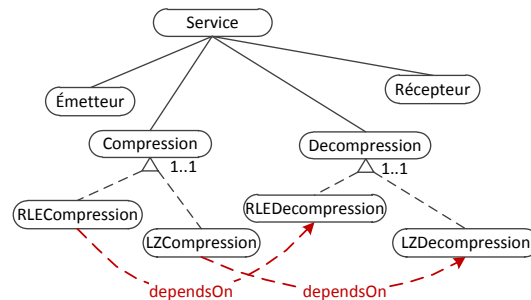 Service
Émetteur
Récepteur
Compression
Decompression
1..1
1..1
RLECompression
RLEDecompression
LZCompression
LZDecompression
dependsOn
dependsOn